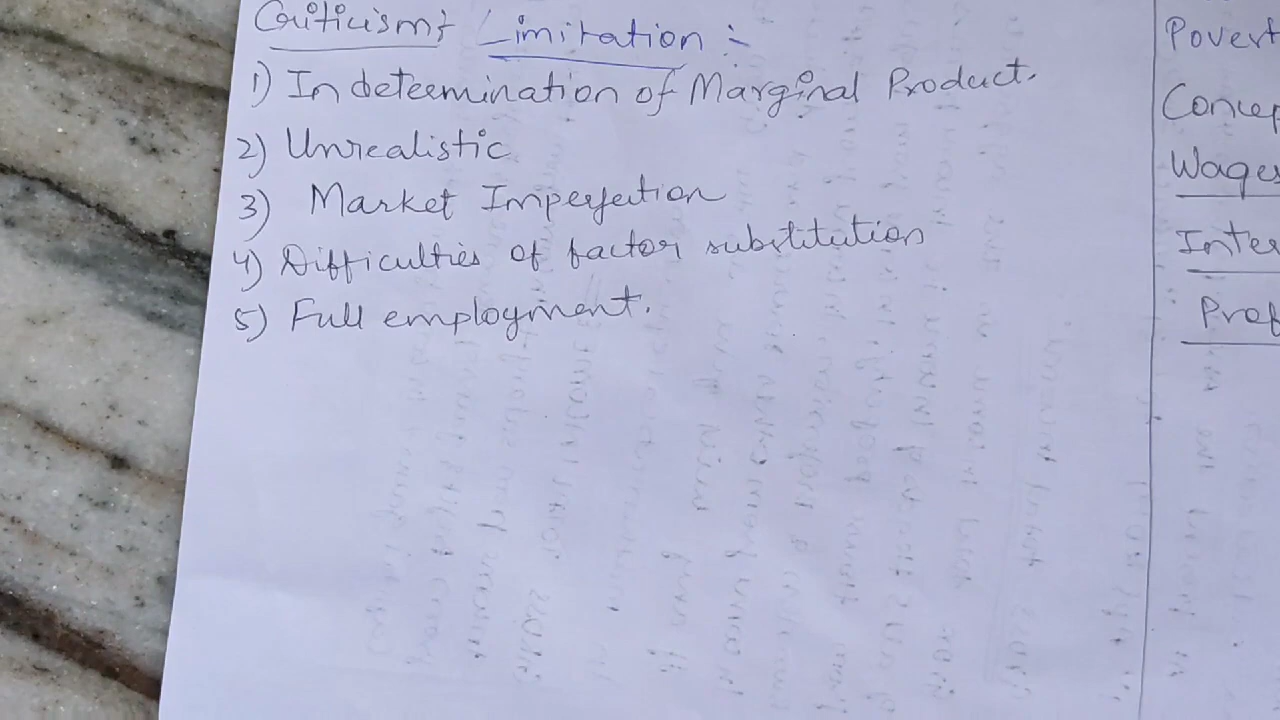 Criticism; Limitation :-
1) Indetermination of Marginal Product.
2) Unrealistic
3) Market Imperfection
4) Difficulties of factor substitution
5) Full employment.
Povert
Concep
Wages
Inter
Prof